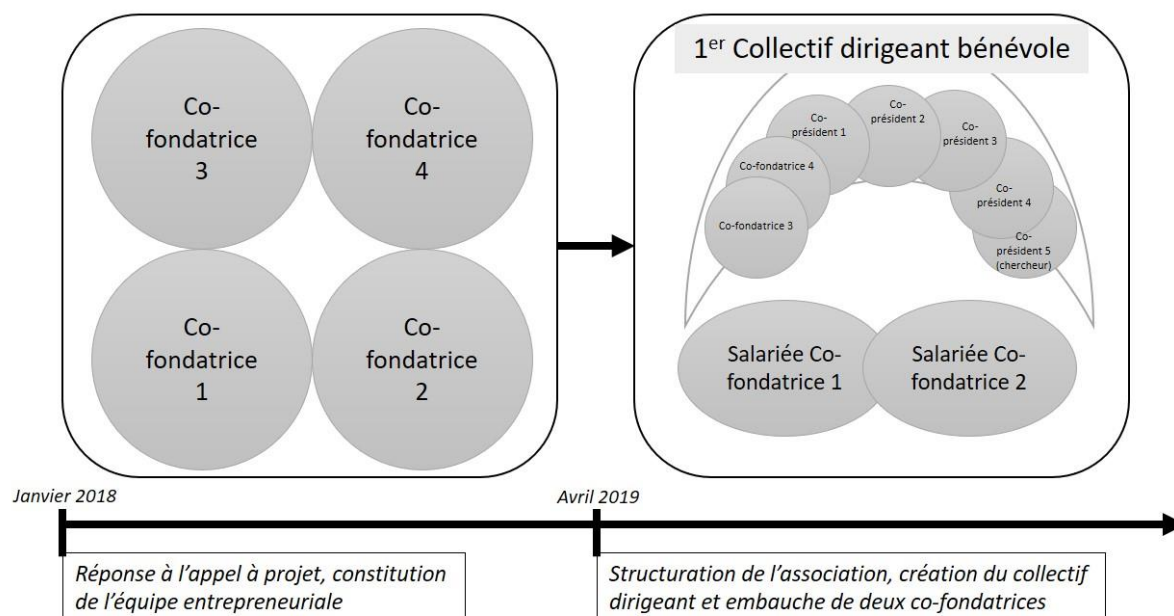 Co-
fondatrice
3
Co-
fondatrice
4
Co-
fondatrice
1
Co-
fondatrice
2
1er Collectif dirigeant bénévole
Co-fondatrice 3
Co-fondatrice 4
Co-
président 1
Co-
président 2
Co-
président 3
Co-
président 4
Co-
président 5
(chercheur)
Salariée Co-
fondatrice 1
Salariée Co-
fondatrice 2
Janvier 2018
Avril 2019
Réponse à l’appel à projet, constitution
de l’équipe entrepreneuriale
Structuration de l’association, création du collectif
dirigeant et embauche de deux co-fondatrices